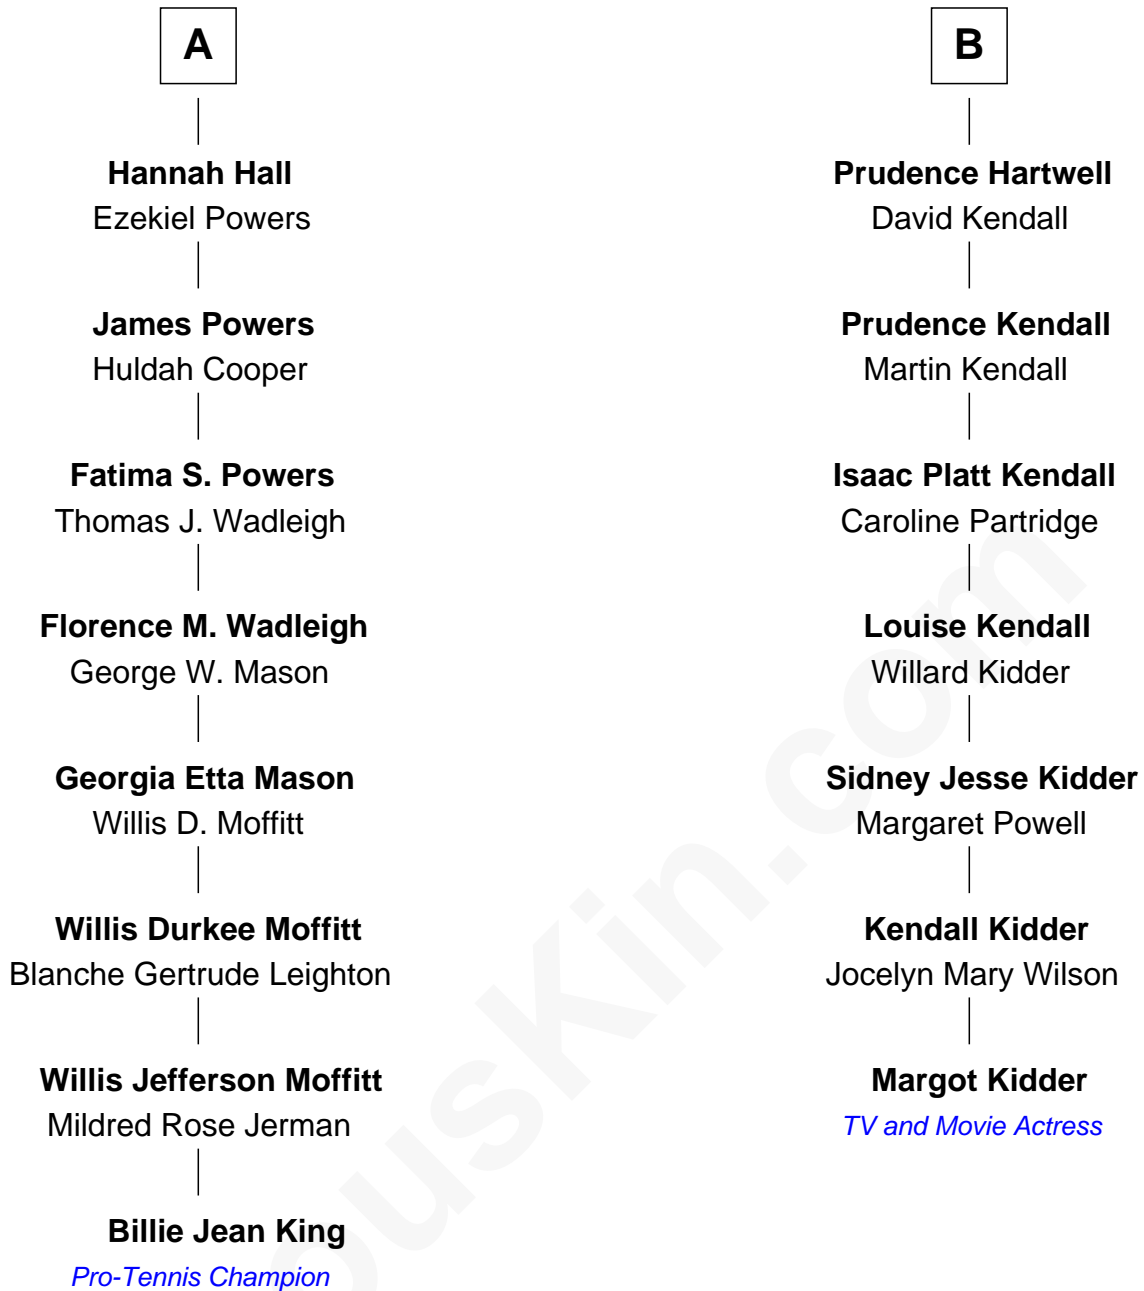 A
Hannah Hall
Ezekiel Powers
James Powers
Huldah Cooper
Fatima S. Powers
Thomas J. Wadleigh
Florence M. Wadleigh
George W. Mason
Georgia Etta Mason
Willis D. Moffitt
Willis Durkee Moffitt
Blanche Gertrude Leighton
Willis Jefferson Moffitt
Mildred Rose Jerman
Billie Jean King
Pro-Tennis Champion
B
Prudence Hartwell
David Kendall
Prudence Kendall
Martin Kendall
Isaac Platt Kendall
Caroline Partridge
Louise Kendall
Willard Kidder
Sidney Jesse Kidder
Margaret Powell
Kendall Kidder
Jocelyn Mary Wilson
Margot Kidder
TV and Movie Actress
ousKin.com